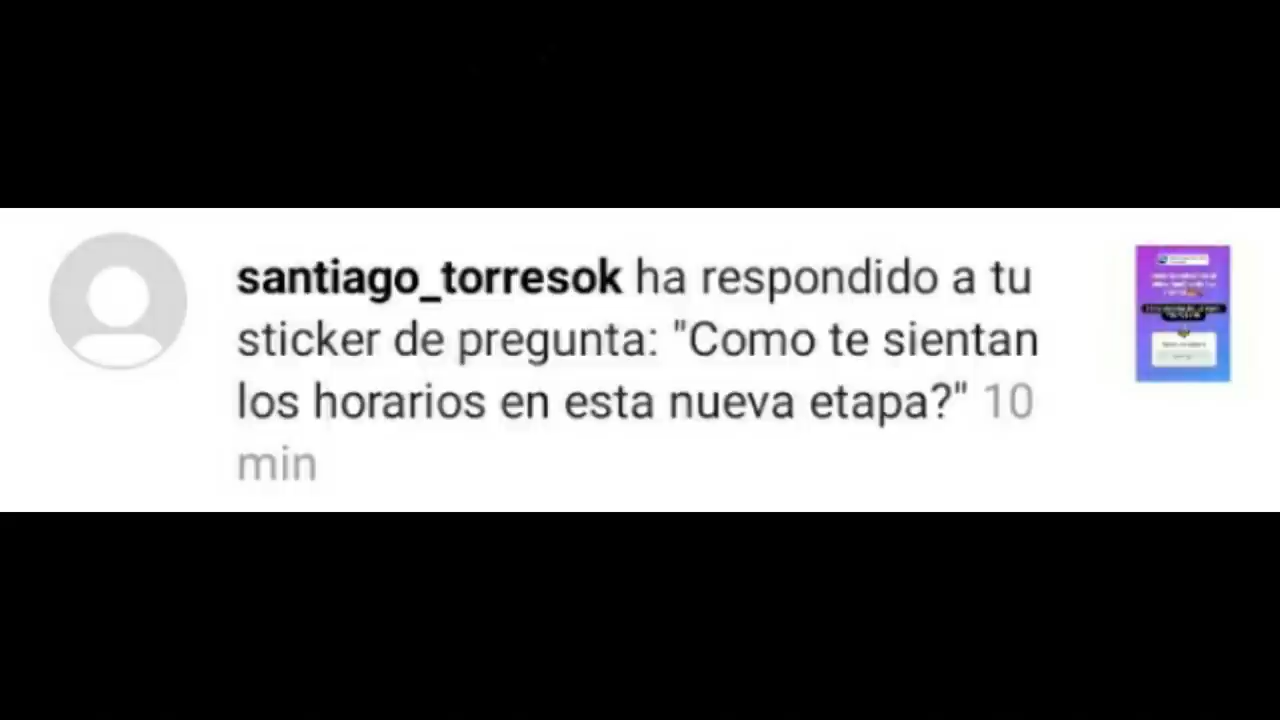 santiago_torresok ha respondido a tu
sticker de pregunta: "Como te sientan
los horarios en esta nueva etapa?" 10
min